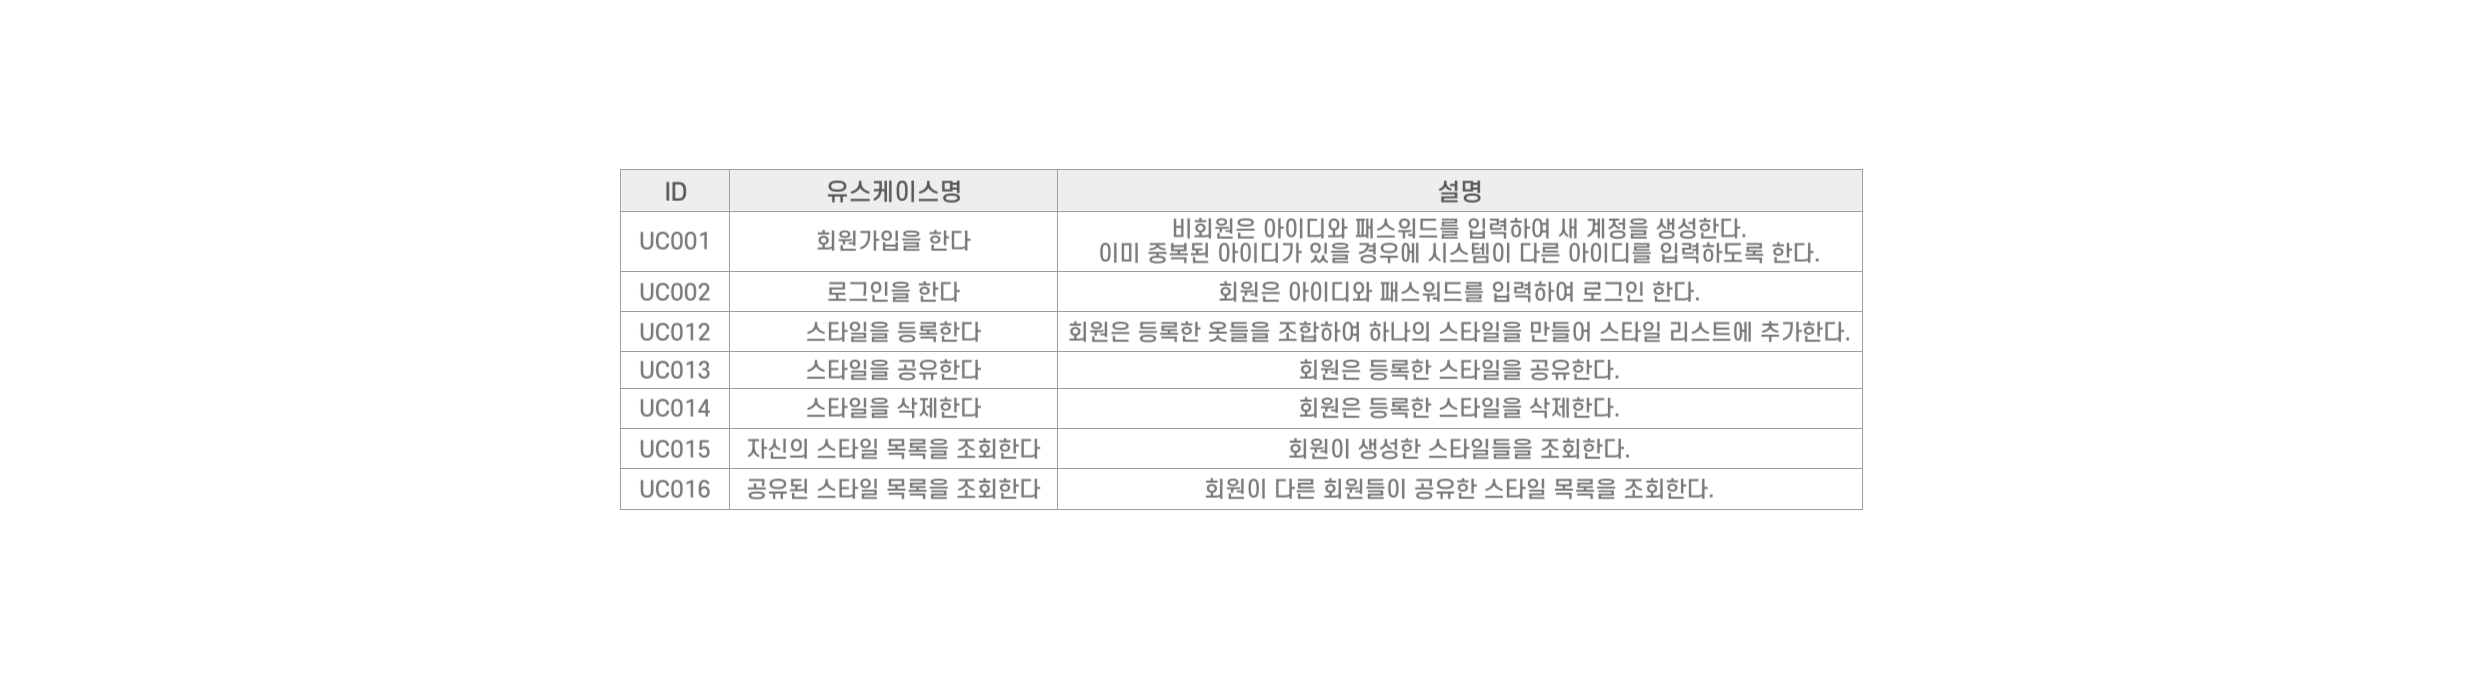 ID 유스케이스명 설명
UC001 회원가입을 한다 비회원은 아이디와 패스워드를 입력하여 새 계정을 생성한다.
이미 중복된 아이디가 있을 경우에 시스템이 다른 아이디를 입력하도록 한다.
UC002 로그인을 한다 회원은 아이디와 패스워드를 입력하여 로그인 한다.
UC012 스타일을 등록한다 회원은 등록한 옷들을 조합하여 하나의 스타일을 만들어 스타일 리스트에 추가한다.
UC013 스타일을 공유한다 회원은 등록한 스타일을 공유한다.
UC014 스타일을 삭제한다 회원은 등록한 스타일을 삭제한다.
UC015 자신의 스타일 목록을 조회한다 회원이 생성한 스타일들을 조회한다.
UC016 공유된 스타일 목록을 조회한다 회원이 다른 회원들이 공유한 스타일 목록을 조회한다.